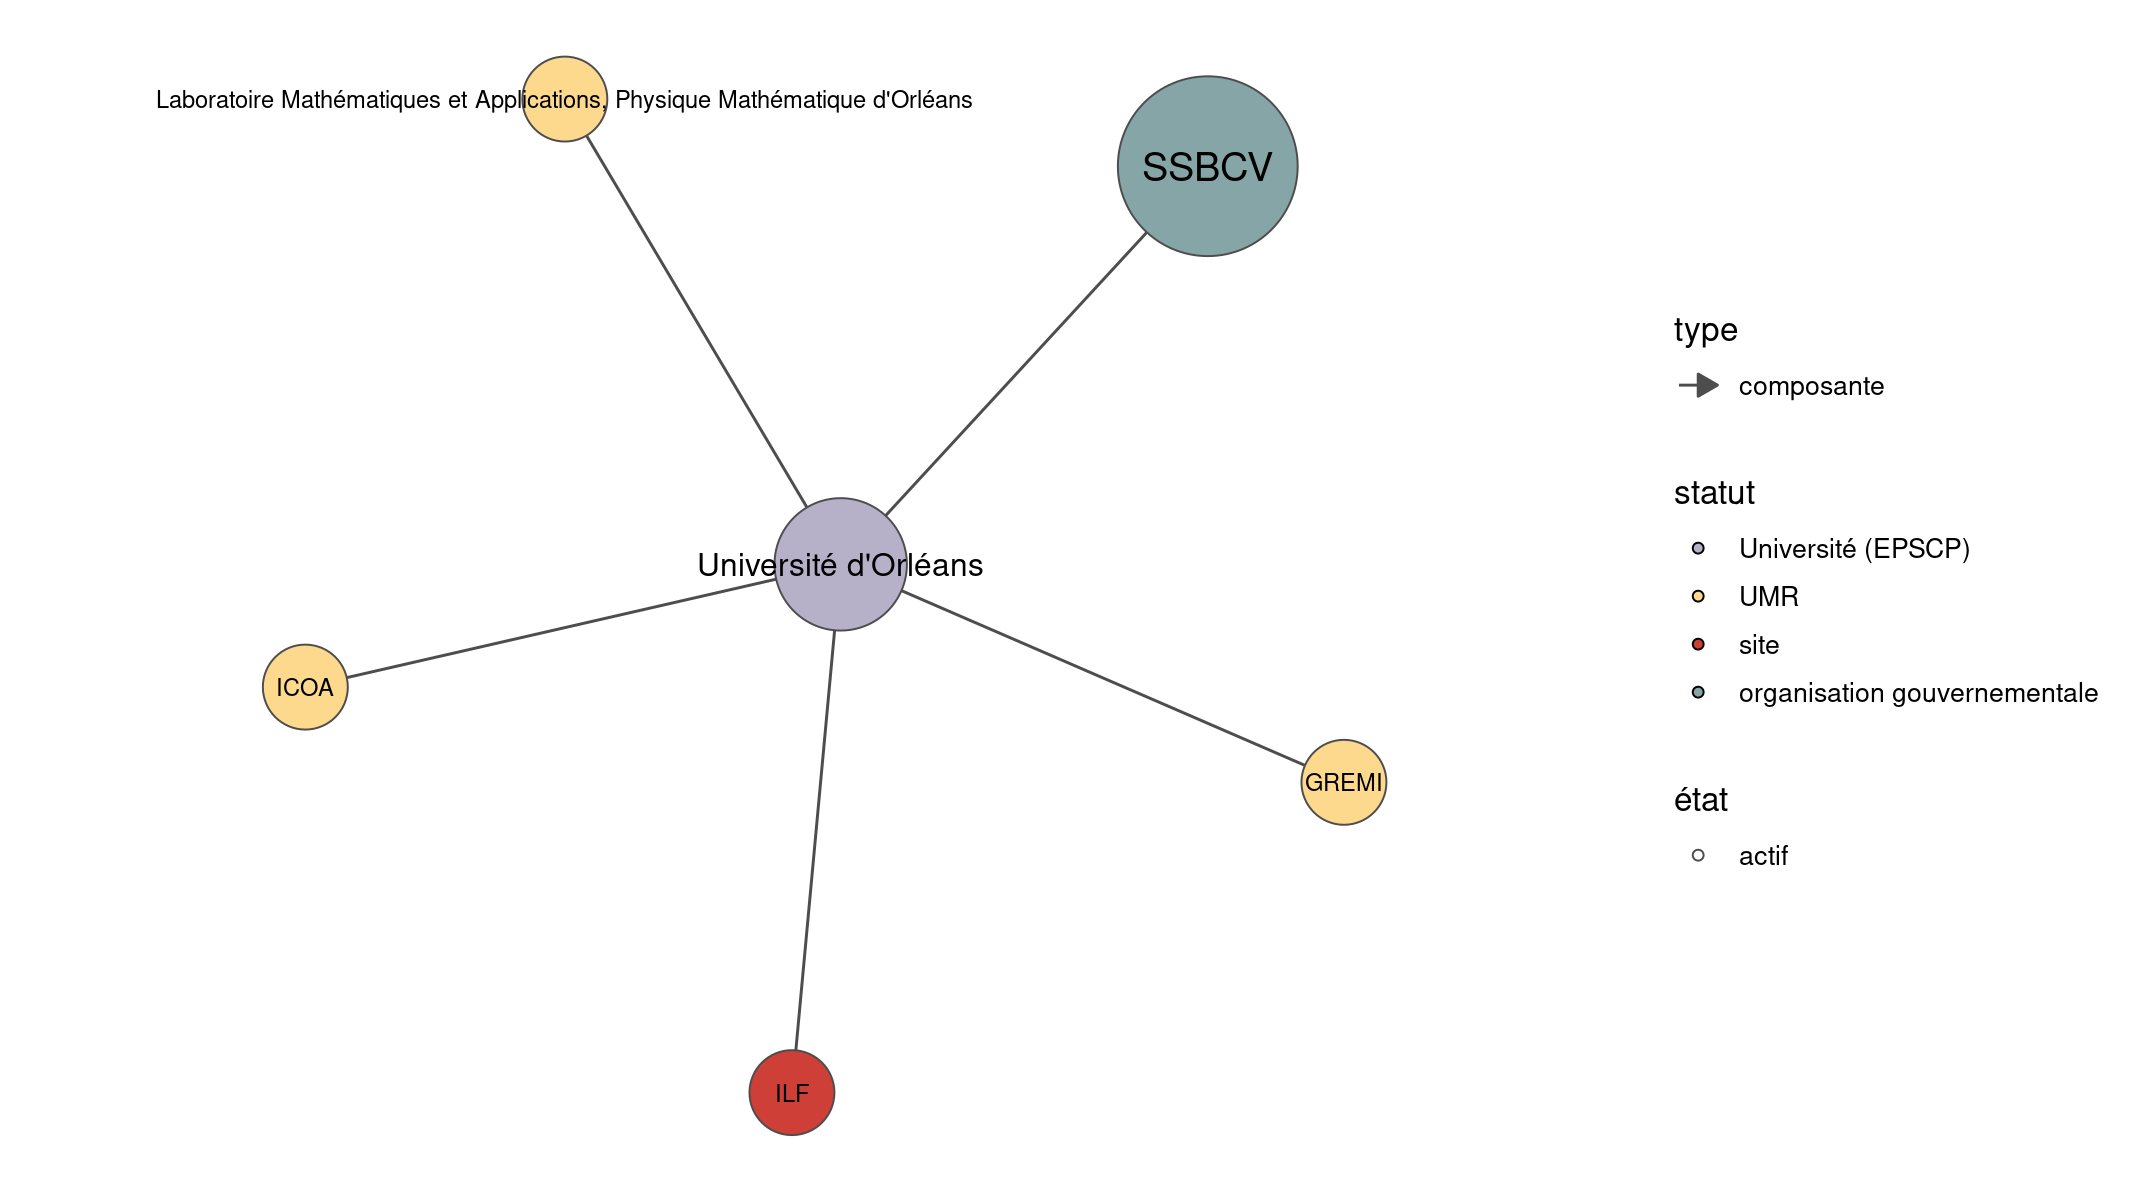 Laboratoire Mathématiques et Applications, Physique Mathématique d'Orléans
SSBCV
Université d'Orléans
ICOA
GREMI
ILF
type
composante
statut
Université (EPSCP)
UMR
site
organisation gouvernementale
état
actif